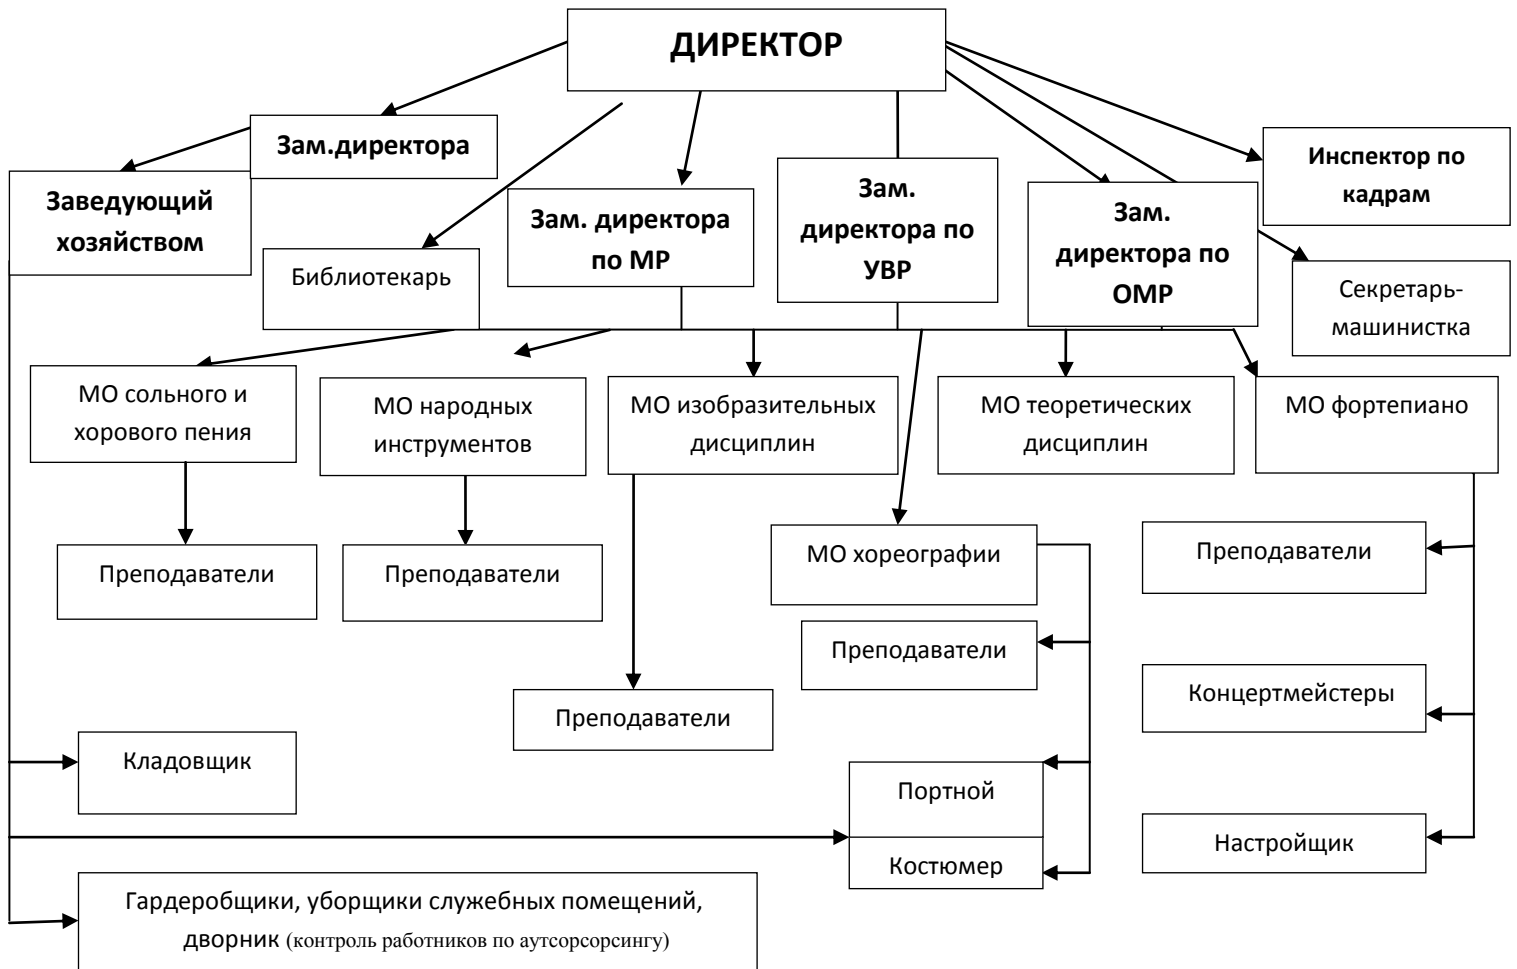 ДИРЕКТОР
Зам.директора
Инспектор по
кадрам
Заведующий
хозяйством
Библиотекарь
Зам. директора
по МР
Зам.
директора по
УВР
Зам.
директора по
ОМР
Секретарь-
машинистка
МО сольного и
хорового пения
МО народных
инструментов
МО изобразительных
дисциплин
МО теоретических
дисциплин
МО фортепиано
Преподаватели
Преподаватели
МО хореографии
Преподаватели
Преподаватели
Преподаватели
Концертмейстеры
Кладовщик
Портной
Костюмер
Настройщик
Гардеробщики, уборщики служебных помещений,
дворник (контроль работников по аутсорсорсингу)